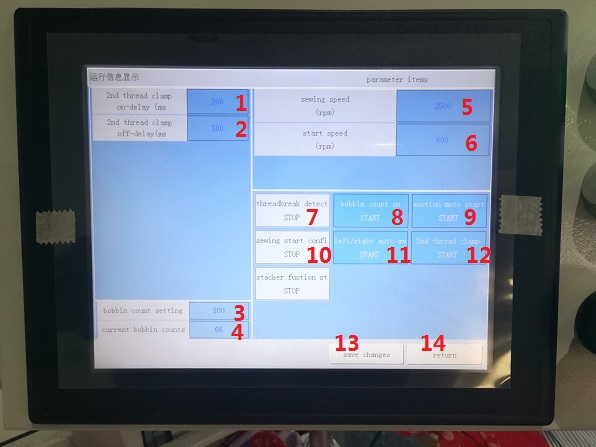 运行信息显示
parameter items
2nd thread clamp
on-delay (ms
200
1
2nd thread clamp
off-delay(ms
300
2
sewing speed
(rpm)
2500
5
start speed
(rpm)
600
6
threadbreak detect
STOP
7
bobbin count on
START
8
suction moto start
START
9
sewing start confi
STOP
10
left/right auto sw
START
11
2nd thread clamp
START
12
stacker fustion st
STOP
bobbin count setting
200
3
current bobbin counts
66
4
13
save changes
14
return